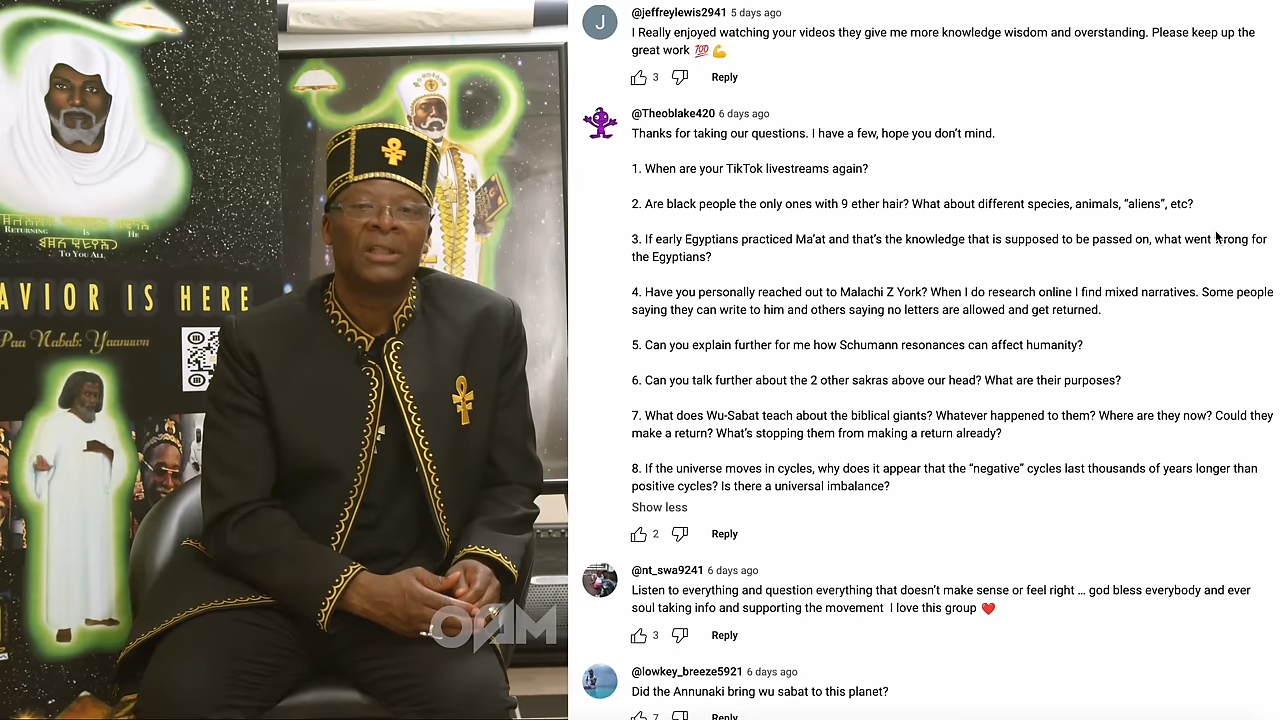 RETURNING IS HE
TO YOU ALL
AVIOR IS HERE
Paa Nabab: Yaanuwn
OAM
J
@jeffreylewis2941 5 days ago
I Really enjoyed watching your videos they give me more knowledge wisdom and overstanding. Please keep up the
great work 💯 💪
3 Reply
@Theoblake420 6 days ago
Thanks for taking our questions. I have a few, hope you don’t mind.
1. When are your TikTok livestreams again?
2. Are black people the only ones with 9 ether hair? What about different species, animals, “aliens”, etc?
3. If early Egyptians practiced Ma’at and that’s the knowledge that is supposed to be passed on, what went wrong for
the Egyptians?
4. Have you personally reached out to Malachi Z York? When I do research online I find mixed narratives. Some people
saying they can write to him and others saying no letters are allowed and get returned.
5. Can you explain further for me how Schumann resonances can affect humanity?
6. Can you talk further about the 2 other sakras above our head? What are their purposes?
7. What does Wu-Sabat teach about the biblical giants? Whatever happened to them? Where are they now? Could they
make a return? What’s stopping them from making a return already?
8. If the universe moves in cycles, why does it appear that the “negative” cycles last thousands of years longer than
positive cycles? Is there a universal imbalance?
Show less
2 Reply
@nt_swa9241 6 days ago
Listen to everything and question everything that doesn’t make sense or feel right … god bless everybody and ever
soul taking info and supporting the movement I love this group ❤️
3 Reply
@lowkey_breeze5921 6 days ago
Did the Annunaki bring wu sabat to this planet?
7 Reply